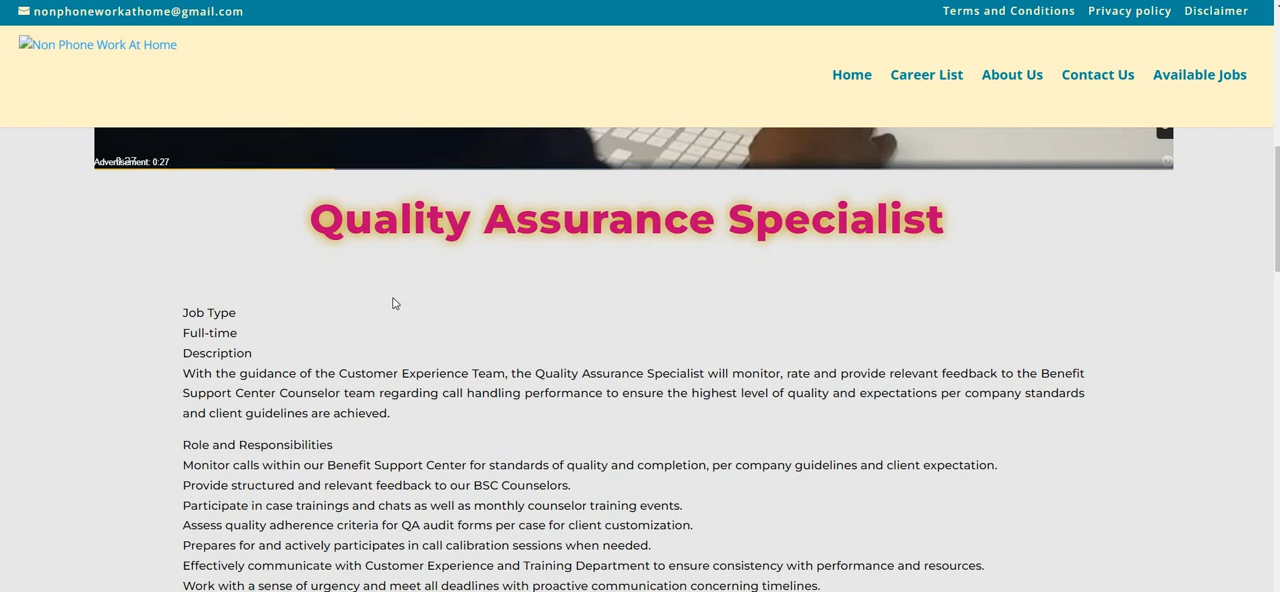 nonphoneworkathome@gmail.com
Terms and Conditions Privacy policy Disclaimer
Non Phone Work At Home
Home Career List About Us Contact Us Available Jobs
Advertisement: 0:27
Quality Assurance Specialist
Job Type
Full-time
Description
With the guidance of the Customer Experience Team, the Quality Assurance Specialist will monitor, rate and provide relevant feedback to the Benefit
Support Center Counselor team regarding call handling performance to ensure the highest level of quality and expectations per company standards
and client guidelines are achieved.
Role and Responsibilities
Monitor calls within our Benefit Support Center for standards of quality and completion, per company guidelines and client expectation.
Provide structured and relevant feedback to our BSC Counselors.
Participate in case trainings and chats as well as monthly counselor training events.
Assess quality adherence criteria for QA audit forms per case for client customization.
Prepares for and actively participates in call calibration sessions when needed.
Effectively communicate with Customer Experience and Training Department to ensure consistency with performance and resources.
Work with a sense of urgency and meet all deadlines with proactive communication concerning timelines.